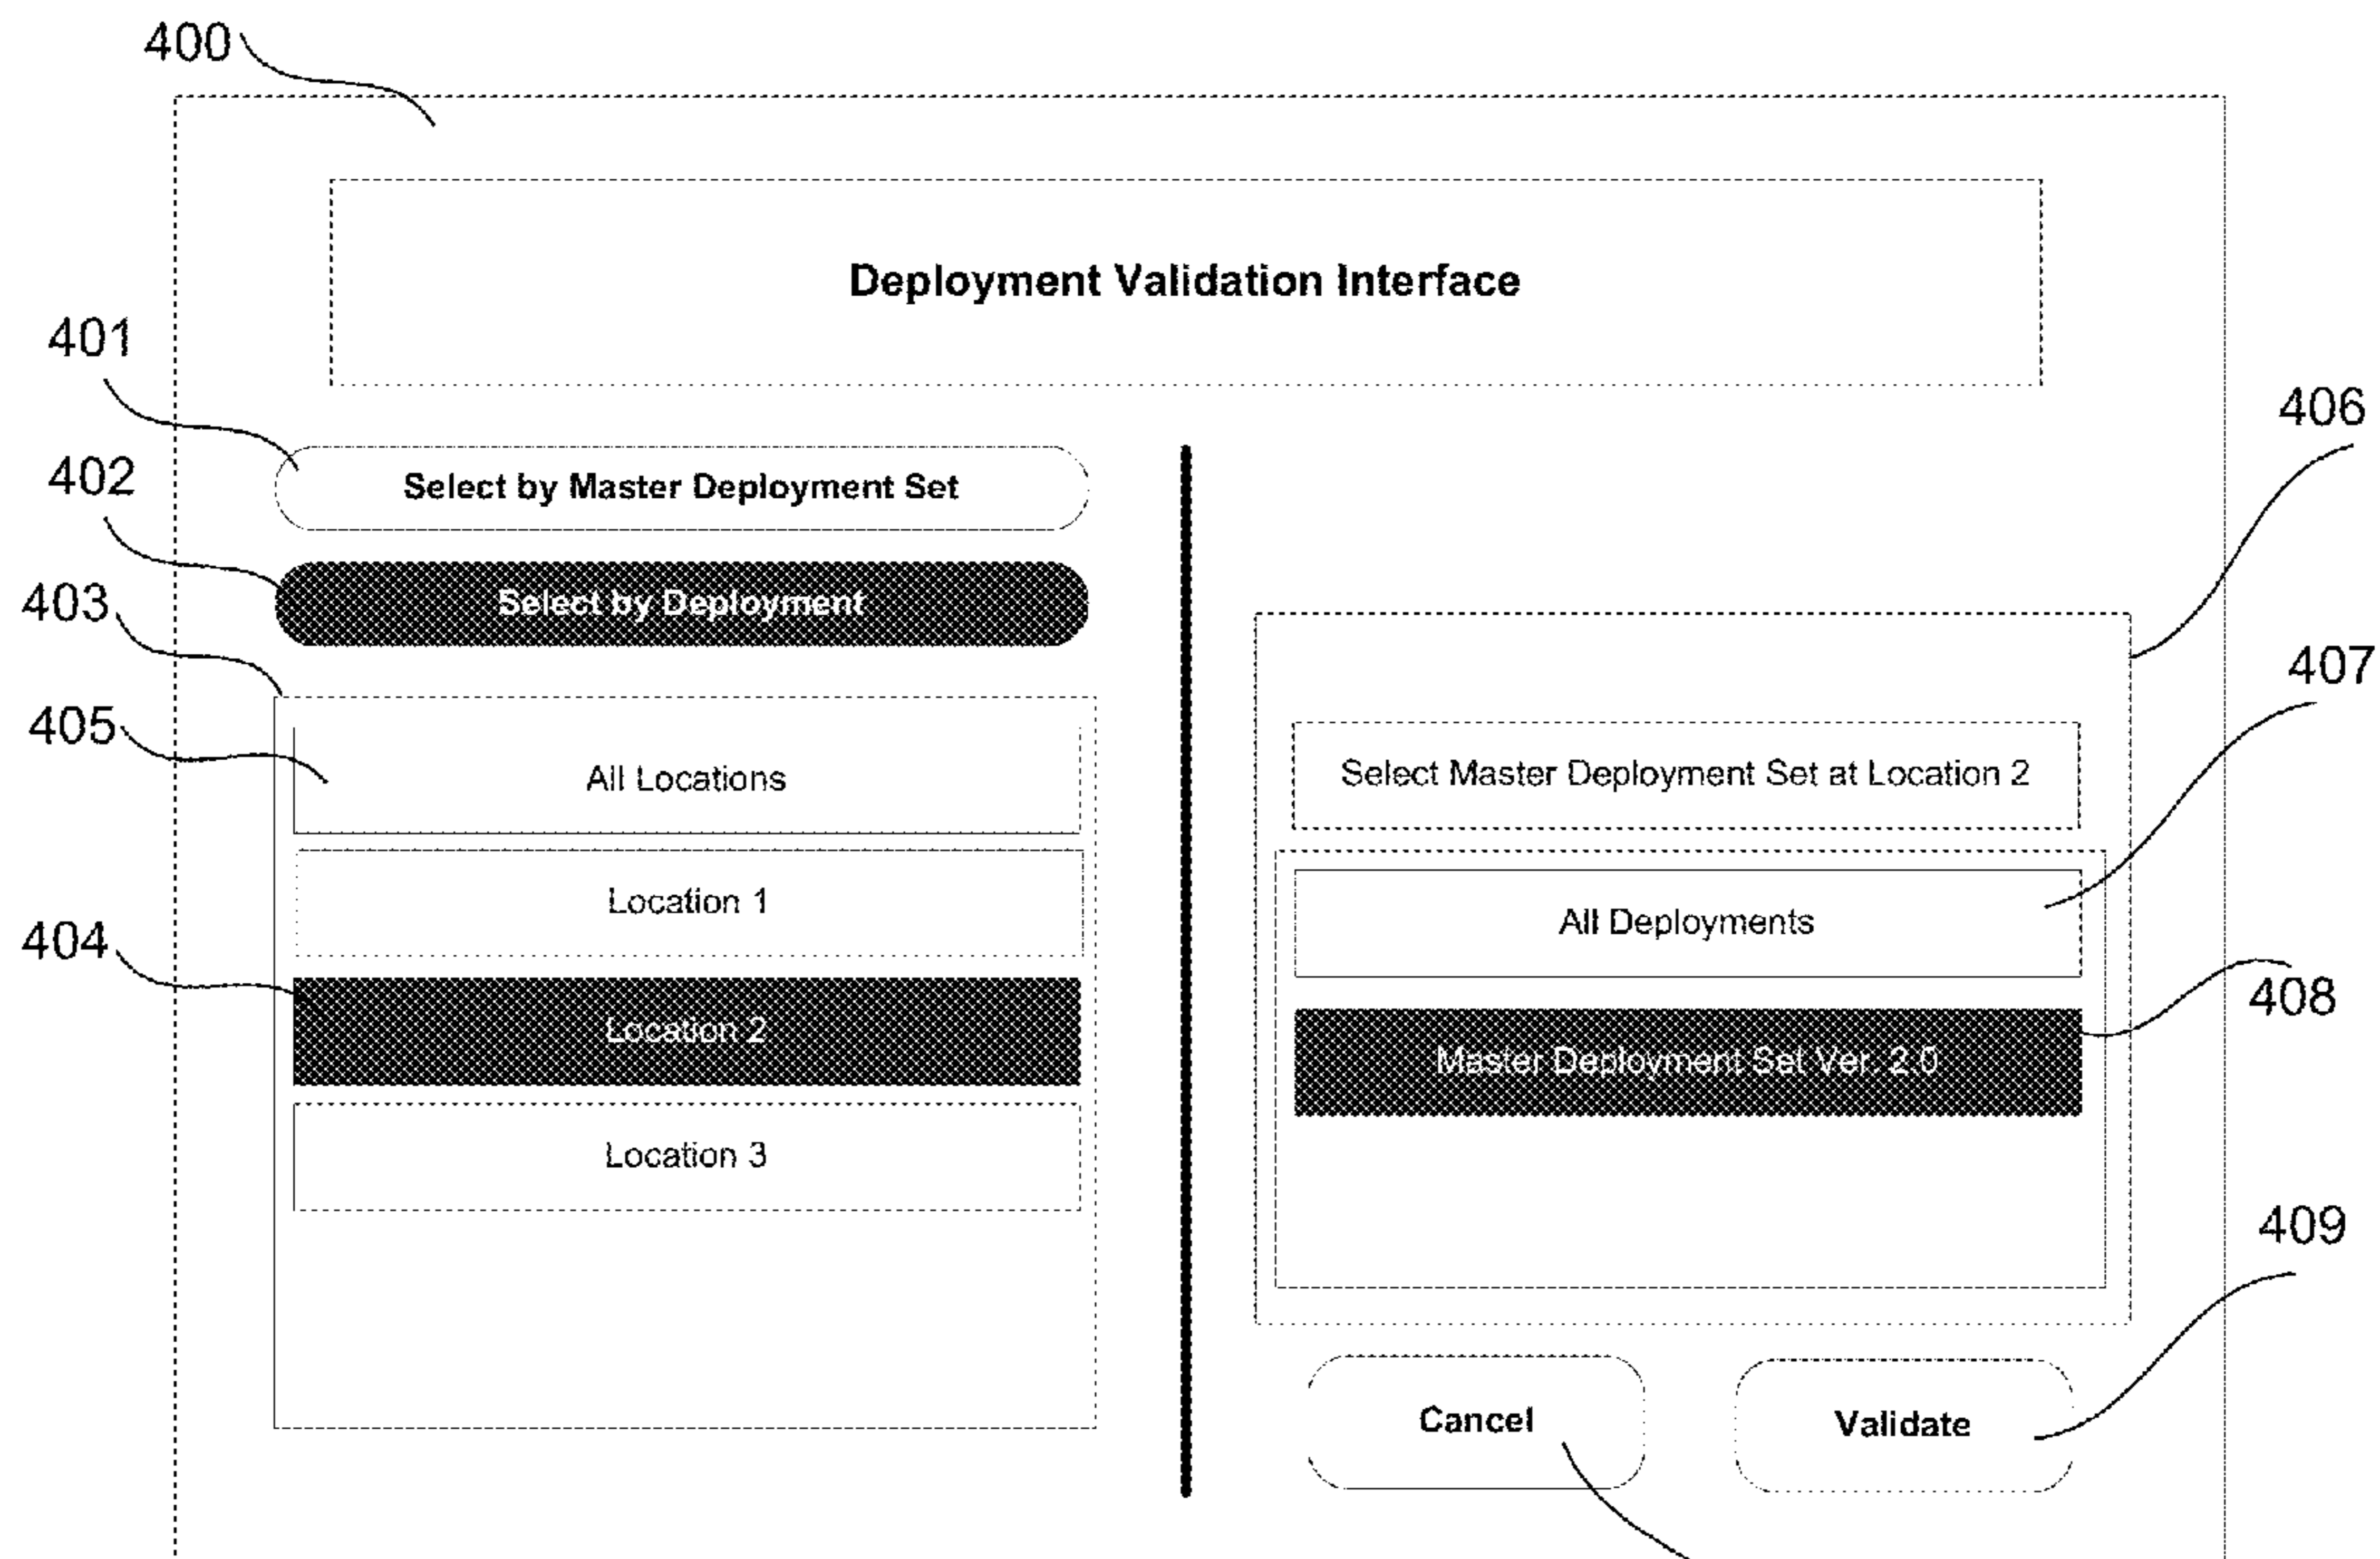 400
Deployment Validation Interface
401
Select by Master Deployment Set
402
Select by Deployment
403
405
All Locations
Location 1
404
Location 2
Location 3
406
407
Select Master Deployment Set at Location 2
All Deployments
408
Master Deployment Set Ver. 2.0
409
Cancel
Validate